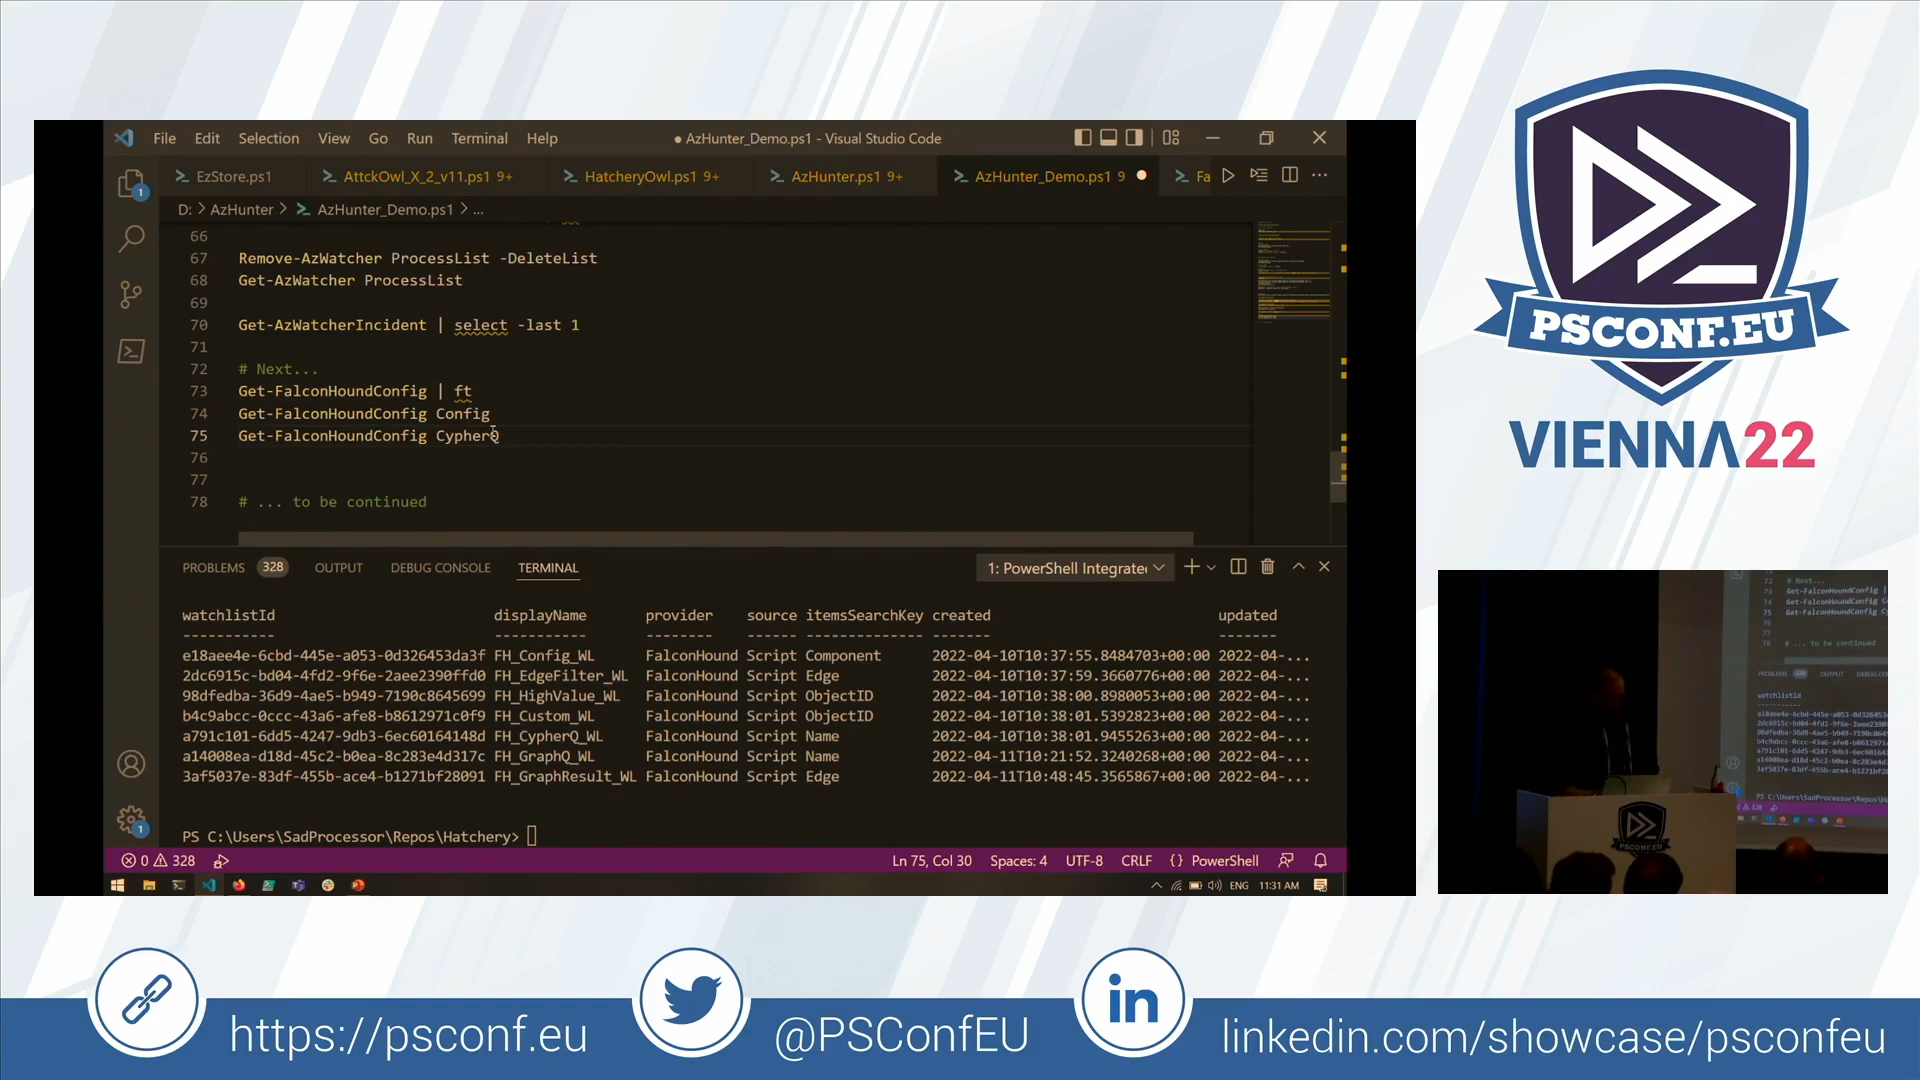 File Edit Selection View Go Run Terminal Help
● AzHunter_Demo.ps1 - Visual Studio Code
EzStore.ps1
AttckOwl_X_2_v11.ps1 9+
HatcheryOwl.ps1 9+
AzHunter.ps1 9+
AzHunter_Demo.ps1 9
Fa
D: > AzHunter > AzHunter_Demo.ps1 > ...
66
67 Remove-AzWatcher ProcessList -DeleteList
68 Get-AzWatcher ProcessList
69
70 Get-AzWatcherIncident | select -last 1
71
72 # Next...
73 Get-FalconHoundConfig | ft
74 Get-FalconHoundConfig Config
75 Get-FalconHoundConfig CypherQ
76
77
78 # ... to be continued
PROBLEMS 328 OUTPUT DEBUG CONSOLE TERMINAL
1: PowerShell Integrate
watchlistId displayName provider source itemsSearchKey created updated
----------- ----------- -------- ------ -------------- ------- -------
e18aee4e-6cbd-445e-a053-0d326453da3f FH_Config_WL FalconHound Script Component 2022-04-10T10:37:55.8484703+00:00 2022-04-...
2dc6915c-bd04-4fd2-9f6e-2aee2390ffd0 FH_EdgeFilter_WL FalconHound Script Edge 2022-04-10T10:37:59.3660776+00:00 2022-04-...
98dfedba-36d9-4ae5-b949-7190c8645699 FH_HighValue_WL FalconHound Script ObjectID 2022-04-10T10:38:00.8980053+00:00 2022-04-...
b4c9abcc-0ccc-43a6-afe8-b8612971c0f9 FH_Custom_WL FalconHound Script ObjectID 2022-04-10T10:38:01.5392823+00:00 2022-04-...
a791c101-6dd5-4247-9db3-6ec60164148d FH_CypherQ_WL FalconHound Script Name 2022-04-10T10:38:01.9455263+00:00 2022-04-...
a14008ea-d18d-45c2-b0ea-8c283e4d317c FH_GraphQ_WL FalconHound Script Name 2022-04-11T10:21:52.3240268+00:00 2022-04-...
3af5037e-83df-455b-ace4-b1271bf28091 FH_GraphResult_WL FalconHound Script Edge 2022-04-11T10:48:45.3565867+00:00 2022-04-...
PS C:\Users\SadProcessor\Repos\Hatchery>
0 328 Ln 75, Col 30 Spaces: 4 UTF-8 CRLF {} PowerShell
ENG 11:31 AM
PSCONF.EU
VIENNA22
https://psconf.eu
@PSConfEU
linkedin.com/showcase/psconfeu